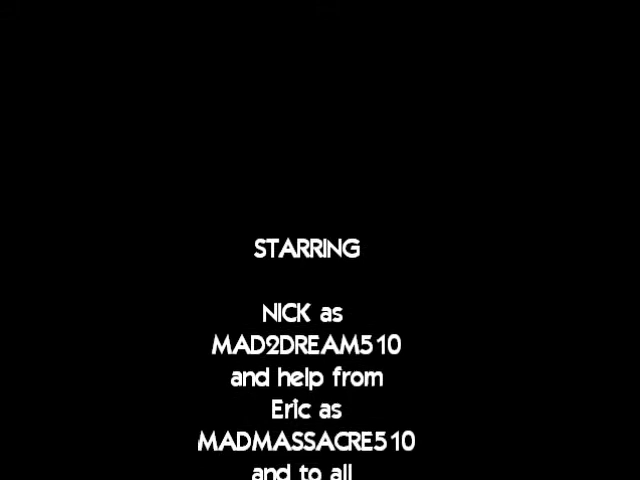 STARRING
NICK as
MAD2DREAM510
and help from
Eric as
MADMASSACRE510
and to all